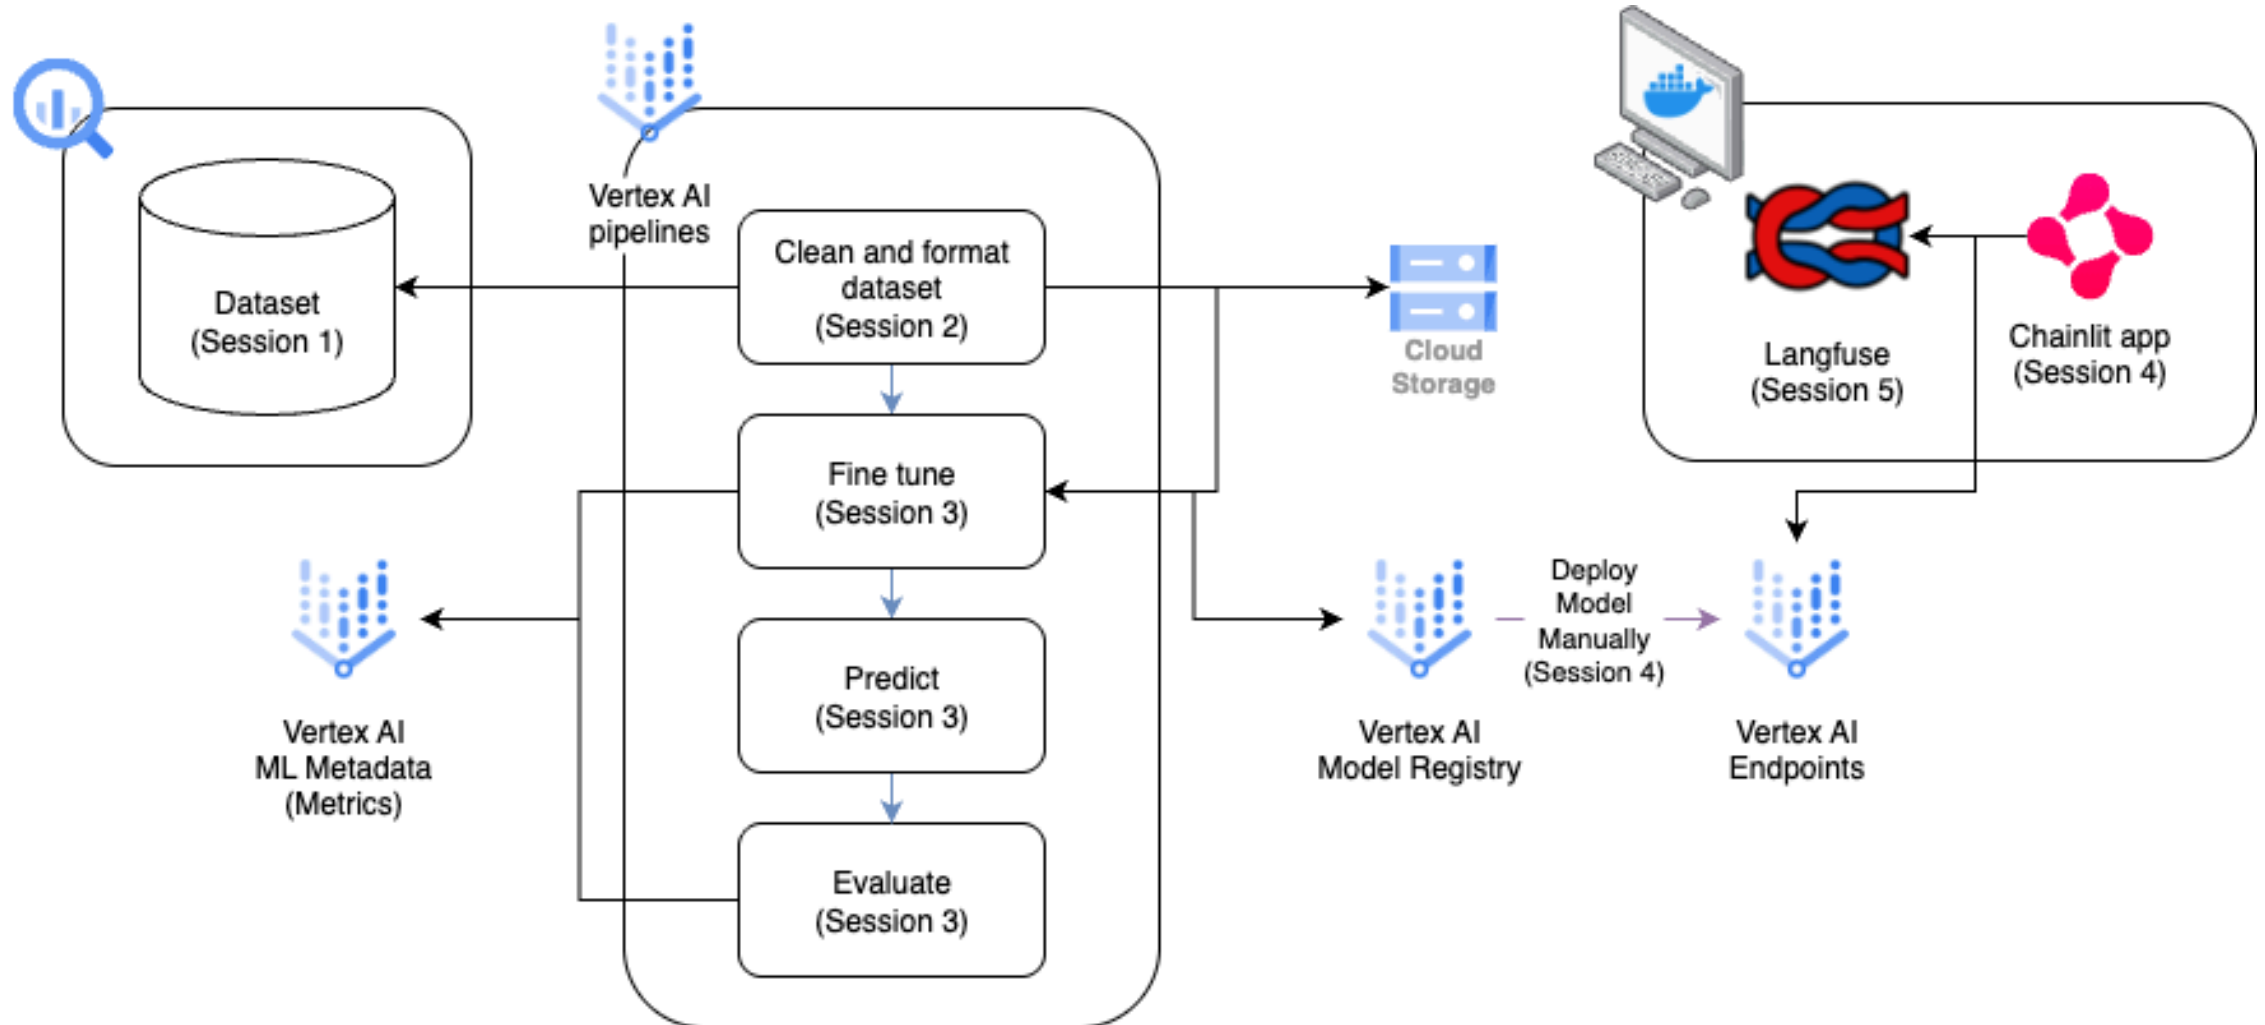 Vertex AI
pipelines
Dataset
(Session 1)
Clean and format
dataset
(Session 2)
Fine tune
(Session 3)
Predict
(Session 3)
Evaluate
(Session 3)
Vertex AI
ML Metadata
(Metrics)
Cloud
Storage
Langfuse
(Session 5)
Chainlit app
(Session 4)
Vertex AI
Model Registry
Deploy
Model
Manually
(Session 4)
Vertex AI
Endpoints